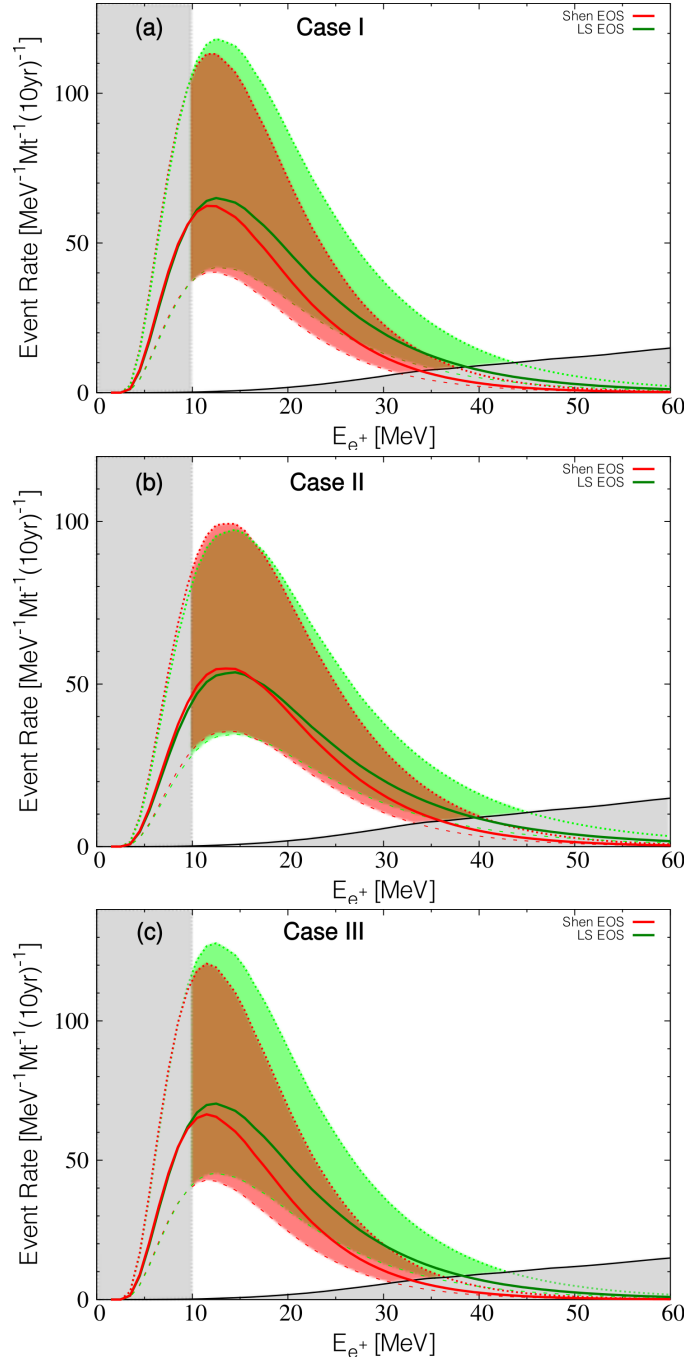 (a) Case I
Shen EOS
LS EOS
Event Rate [MeV⁻¹Mt⁻¹(10yr)⁻¹]
100
50
0
0 10 20 30 40 50 60
E_e⁺ [MeV]
(b) Case II
Shen EOS
LS EOS
Event Rate [MeV⁻¹Mt⁻¹(10yr)⁻¹]
100
50
0
0 10 20 30 40 50 60
E_e⁺ [MeV]
(c) Case III
Shen EOS
LS EOS
Event Rate [MeV⁻¹Mt⁻¹(10yr)⁻¹]
100
50
0
0 10 20 30 40 50 60
E_e⁺ [MeV]